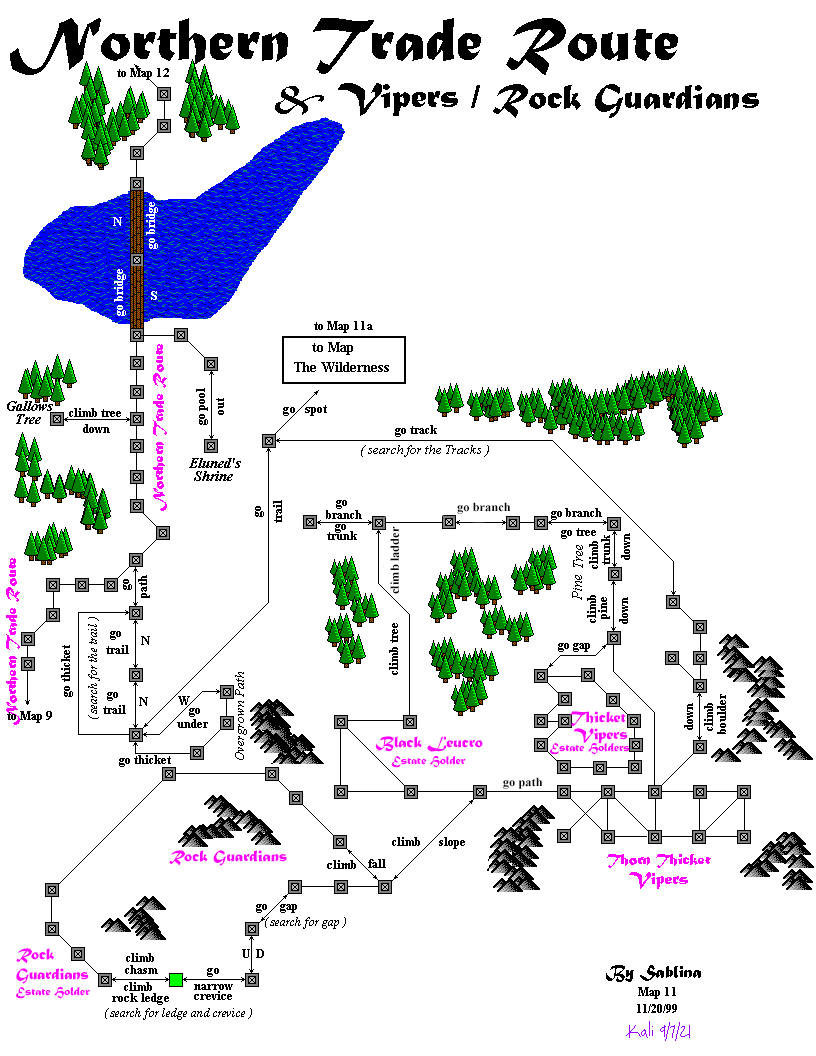 Northern Trade Route
& Vipers / Rock Guardians
to Map 12
N
go bridge
go bridge
S
Northern Trade Route
to Map 11a
to Map
The Wilderness
Gallows
Tree
climb tree
down
go pool
out
Eluned's
Shrine
go spot
go track
( search for the Tracks )
go
trail
go
branch
go
trunk
climb ladder
go branch
go branch
go tree
climb
trunk
down
Pine Tree
climb
pine
down
go gap
climb tree
Northern Trade Route
to Map 9
go
path
go thicket
(search for the trail )
go
trail
N
go
trail
N
W
go
under
Overgrown Path
go thicket
Black Leucro
Estate Holder
Thicket
Vipers
Estate Holders
down
climb
boulder
go path
Thorn Thicket
Vipers
Rock Guardians
climb fall
climb slope
go gap
(search for gap )
U D
Rock
Guardians
Estate Holder
climb
chasm
climb
rock ledge
go
narrow
crevice
(search for ledge and crevice )
By Sablina
Map 11
11/20/99
Kali 9/7/21